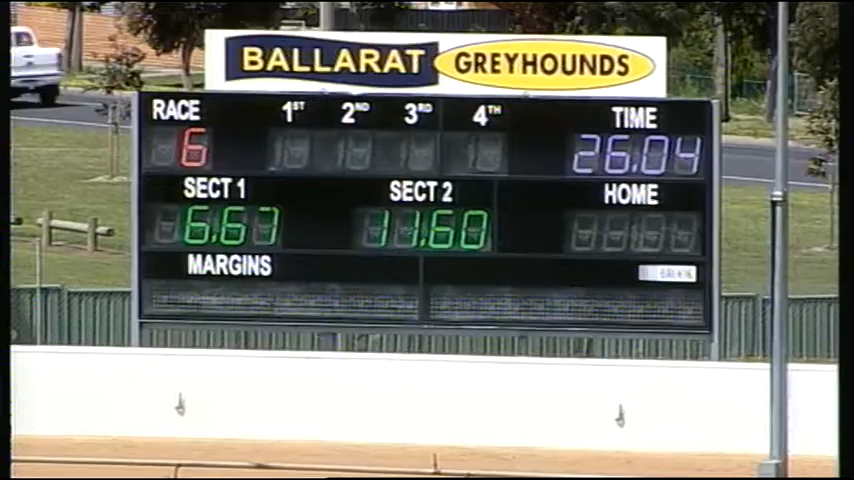 BALLARAT GREYHOUNDS
RACE 1ST 2ND 3RD 4TH TIME
6 26.04
SECT 1 SECT 2 HOME
6.67 11.60
MARGINS